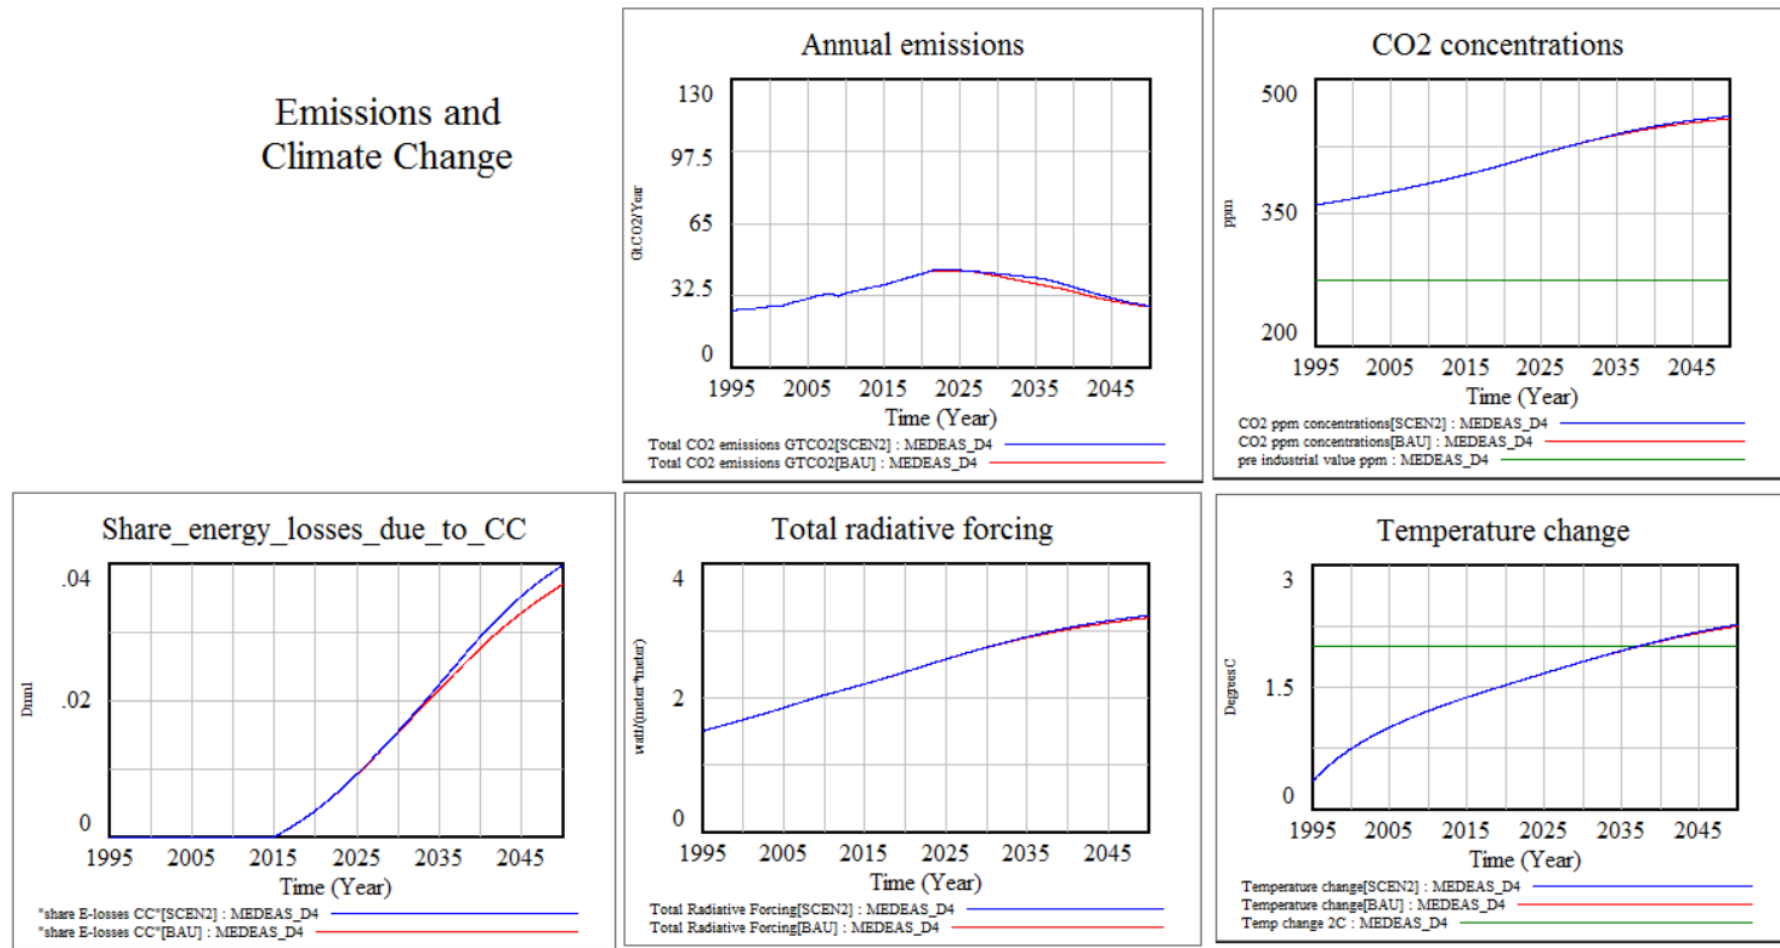 Emissions and
Climate Change
Annual emissions
130
97.5
65
32.5
0
GtCO2/Year
1995 2005 2015 2025 2035 2045
Time (Year)
Total CO2 emissions GTCO2[SCEN2] : MEDEAS_D4
Total CO2 emissions GTCO2[BAU] : MEDEAS_D4
CO2 concentrations
500
350
200
ppm
1995 2005 2015 2025 2035 2045
Time (Year)
CO2 ppm concentrations[SCEN2] : MEDEAS_D4
CO2 ppm concentrations[BAU] : MEDEAS_D4
pre industrial value ppm : MEDEAS_D4
Share_energy_losses_due_to_CC
.04
.02
0
Dmnl
1995 2005 2015 2025 2035 2045
Time (Year)
"share E-losses CC"[SCEN2] : MEDEAS_D4
"share E-losses CC"[BAU] : MEDEAS_D4
Total radiative forcing
4
2
0
watt/(meter*meter)
1995 2005 2015 2025 2035 2045
Time (Year)
Total Radiative Forcing[SCEN2] : MEDEAS_D4
Total Radiative Forcing[BAU] : MEDEAS_D4
Temperature change
3
1.5
0
DegreesC
1995 2005 2015 2025 2035 2045
Time (Year)
Temperature change[SCEN2] : MEDEAS_D4
Temperature change[BAU] : MEDEAS_D4
Temp change 2C : MEDEAS_D4